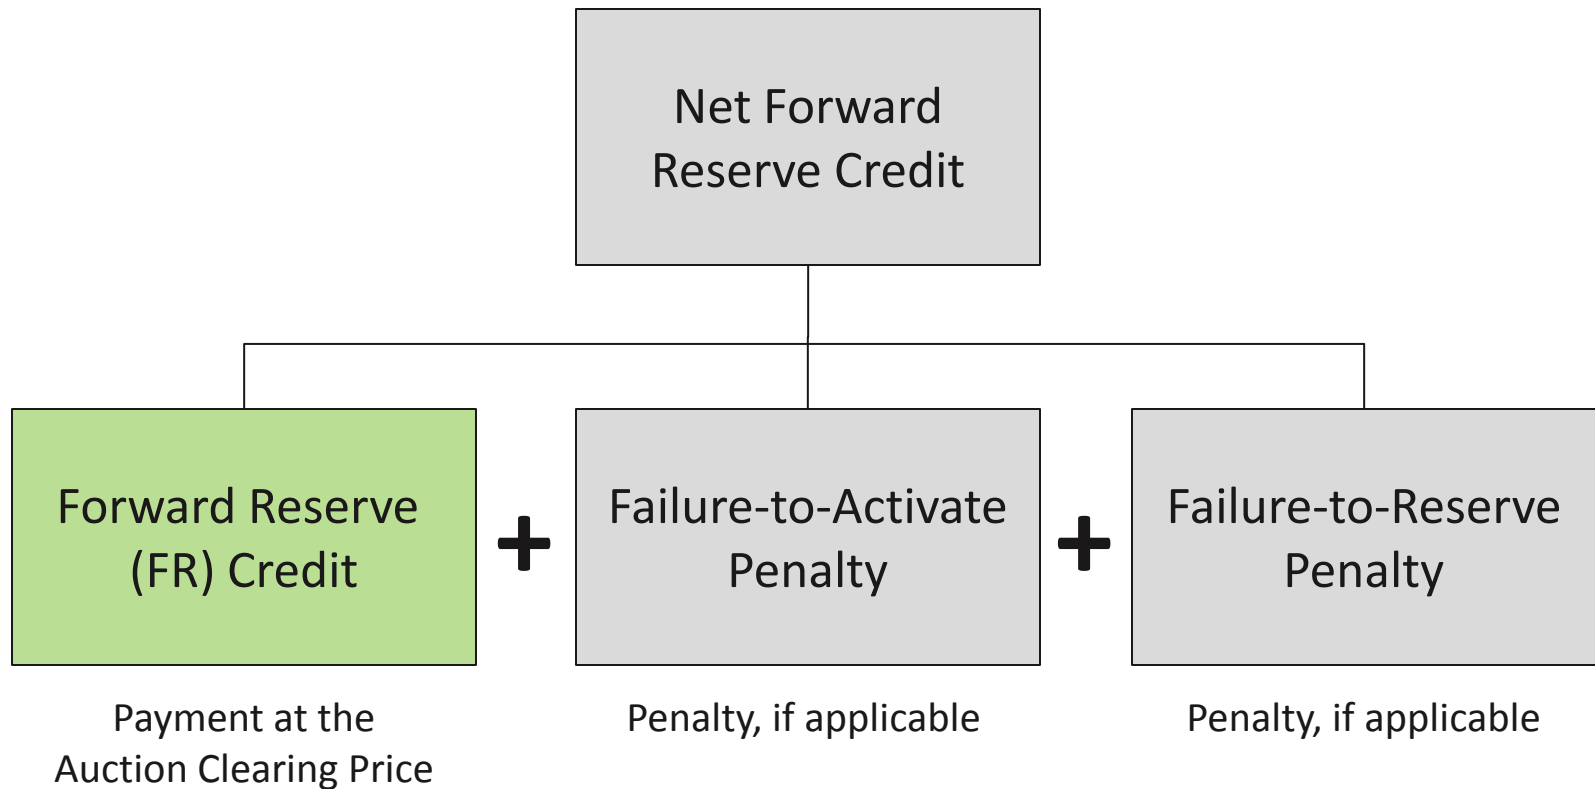 Net Forward
Reserve Credit
Forward Reserve
(FR) Credit
+
Failure-to-Activate
Penalty
+
Failure-to-Reserve
Penalty
Payment at the
Auction Clearing Price
Penalty, if applicable
Penalty, if applicable